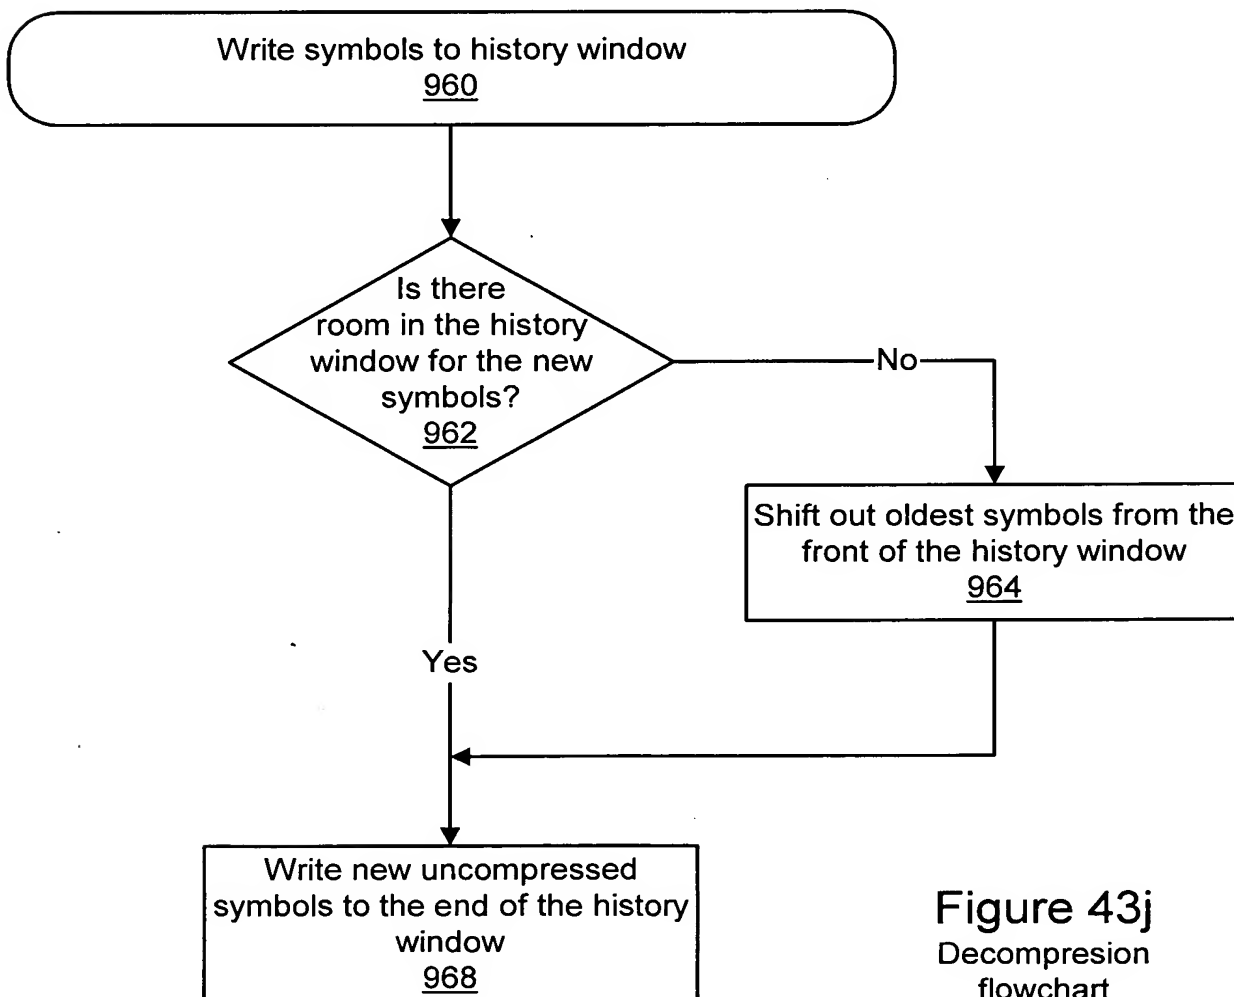 Write symbols to history window
960
Is there
room in the history
window for the new
symbols?
962
No
Shift out oldest symbols from the
front of the history window
964
Yes
Write new uncompressed
symbols to the end of the history
window
968
Figure 43j
Decompresion
flowchart